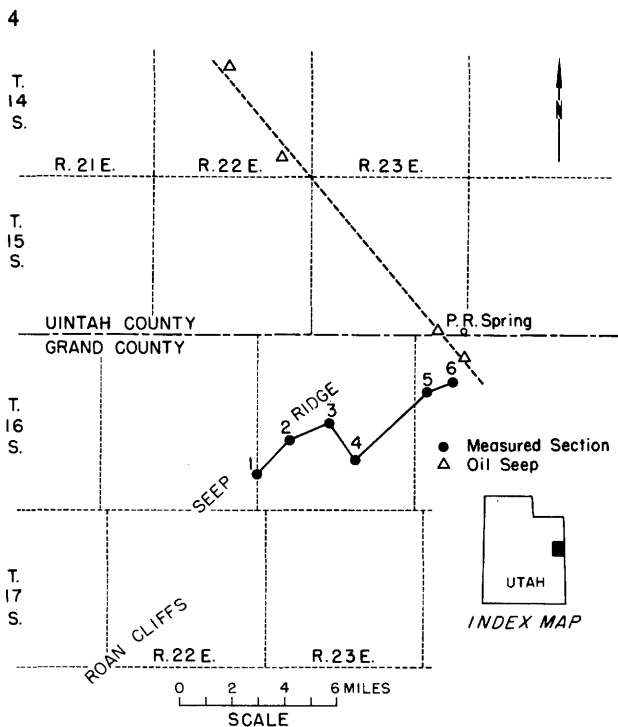 4
T.
14
S.
N
R. 21 E.
R. 22 E.
R. 23 E.
T.
15
S.
P. R. Spring
UINTAH COUNTY
GRAND COUNTY
T.
16
S.
SEEP RIDGE
1
2
3
4
5
6
Measured Section
Oil Seep
UTAH
INDEX MAP
T.
17
S.
ROAN CLIFFS
R. 22 E.
R. 23 E.
0 2 4 6 MILES
SCALE